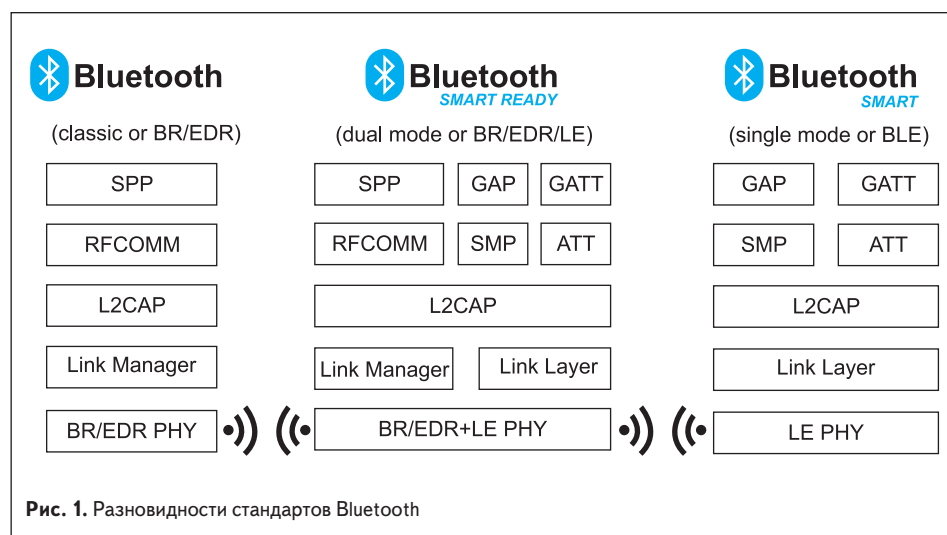 Bluetooth
Bluetooth
SMART READY
Bluetooth
SMART
(classic or BR/EDR)
(dual mode or BR/EDR/LE)
(single mode or BLE)
SPP
SPP
GAP
GATT
GAP
GATT
RFCOMM
RFCOMM
SMP
ATT
SMP
ATT
L2CAP
L2CAP
L2CAP
Link Manager
Link Manager
Link Layer
Link Layer
BR/EDR PHY
BR/EDR+LE PHY
LE PHY
Рис. 1. Разновидности стандартов Bluetooth